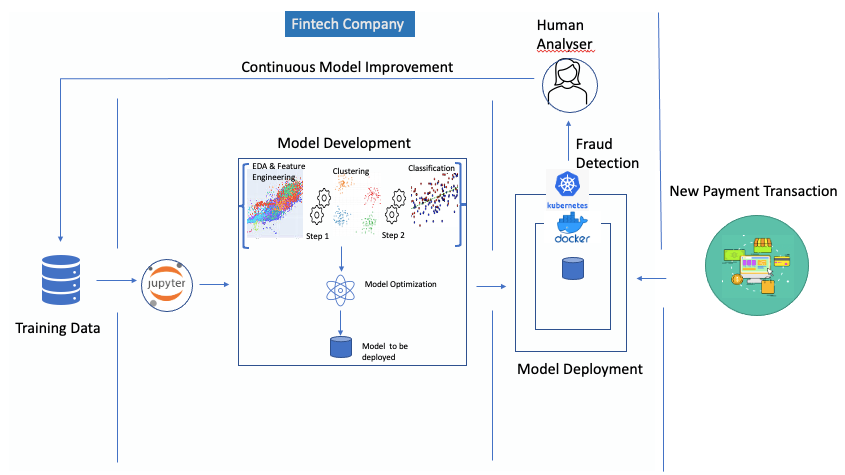 Fintech Company
Human
Analyser
Continuous Model Improvement
Model Development
Fraud
Detection
EDA & Feature
Engineering
Clustering
Classification
kubernetes
New Payment Transaction
docker
Step 1
Step 2
Jupyter
Model Optimization
Training Data
Model to be
deployed
Model Deployment